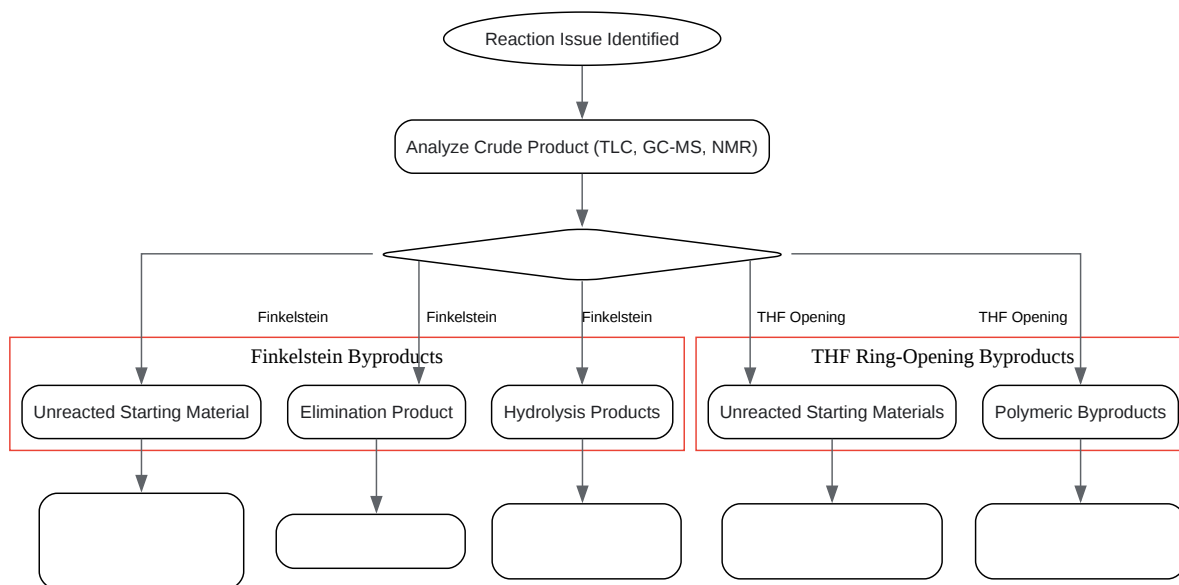 Reaction Issue Identified
Analyze Crude Product (TLC, GC-MS, NMR)
Finkelstein
Finkelstein
Finkelstein
THF Opening
THF Opening
Finkelstein Byproducts
THF Ring-Opening Byproducts
Unreacted Starting Material
Elimination Product
Hydrolysis Products
Unreacted Starting Materials
Polymeric Byproducts